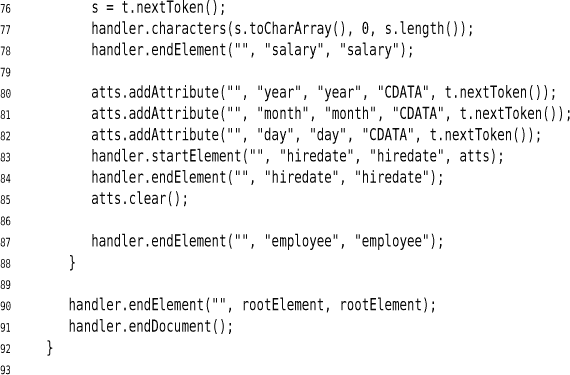 76 s = t.nextToken();
77 handler.characters(s.toCharArray(), 0, s.length());
78 handler.endElement("", "salary", "salary");
79
80 atts.addAttribute("", "year", "year", "CDATA", t.nextToken());
81 atts.addAttribute("", "month", "month", "CDATA", t.nextToken());
82 atts.addAttribute("", "day", "day", "CDATA", t.nextToken());
83 handler.startElement("", "hiredate", "hiredate", atts);
84 handler.endElement("", "hiredate", "hiredate");
85 atts.clear();
86
87 handler.endElement("", "employee", "employee");
88 }
89
90 handler.endElement("", rootElement, rootElement);
91 handler.endDocument();
92 }
93